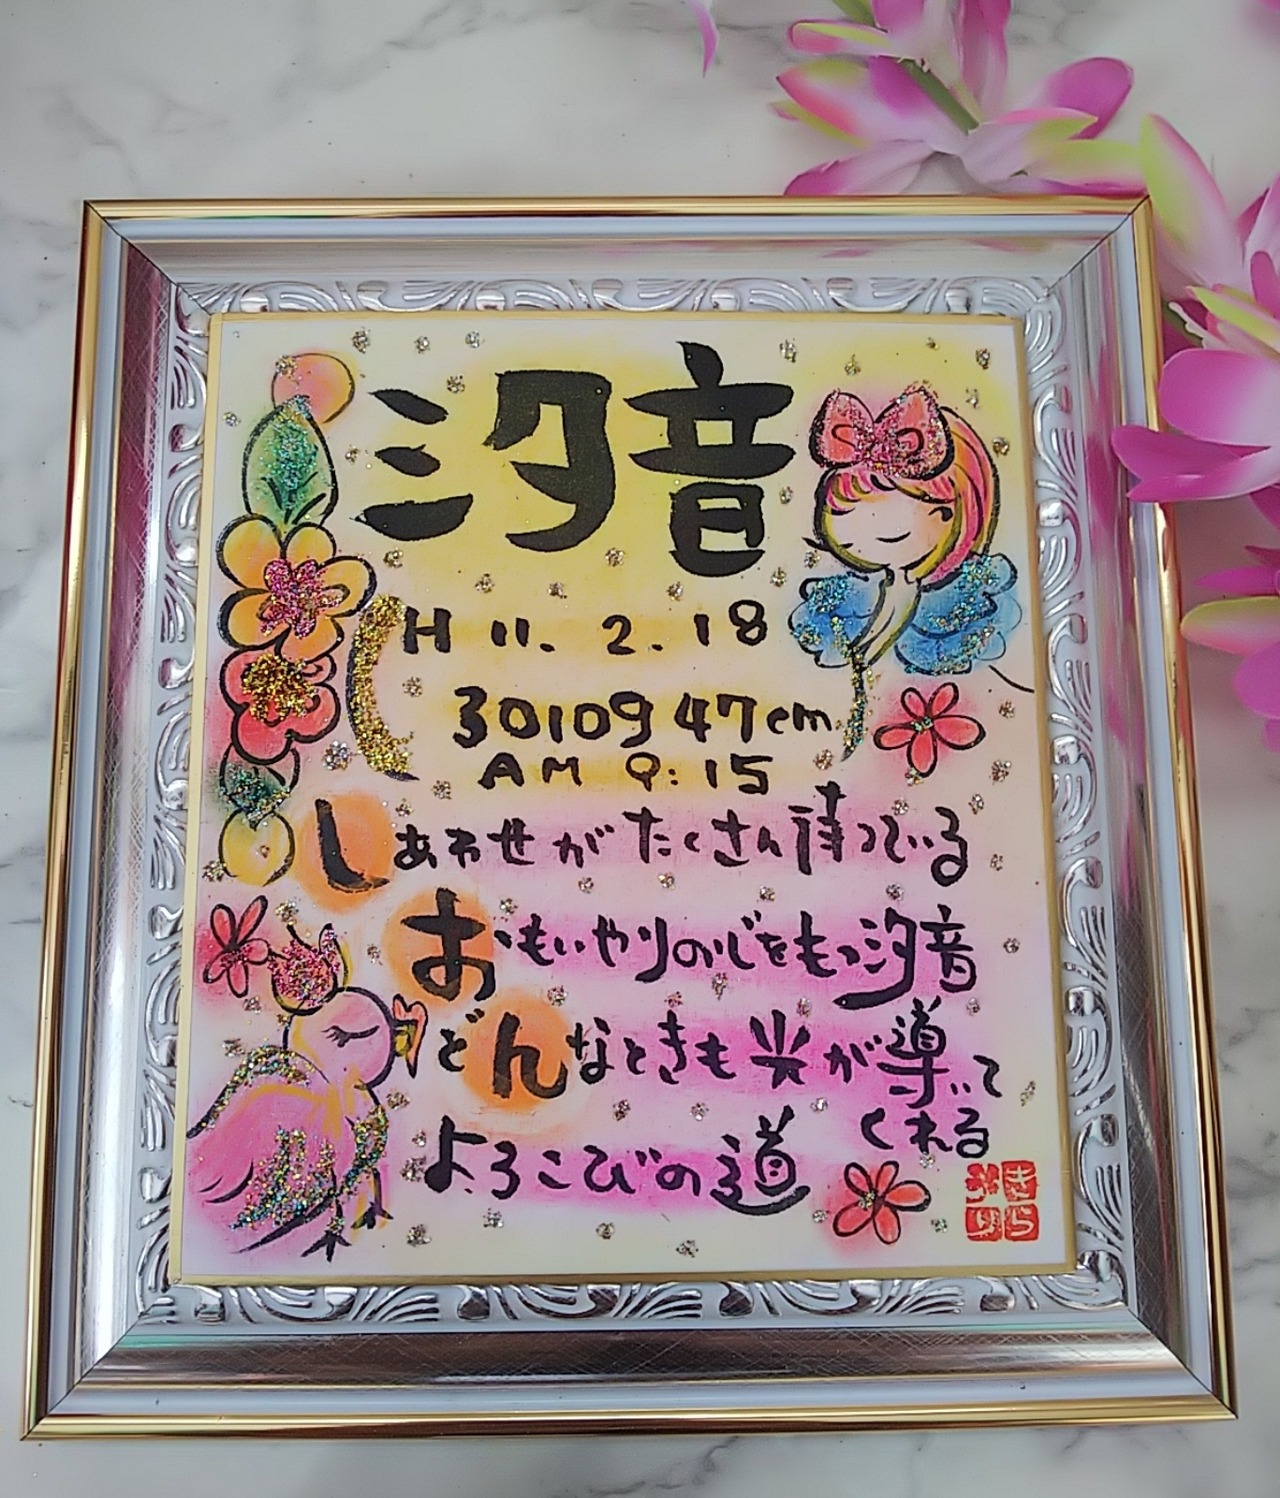 汐音
H 11. 2. 18
3010g 47cm
AM 9:15
しあわせがたくさん待っている
おもいやりの心をもつ汐音
どんなときも光が導いて
くれる
よろこびの道
きら